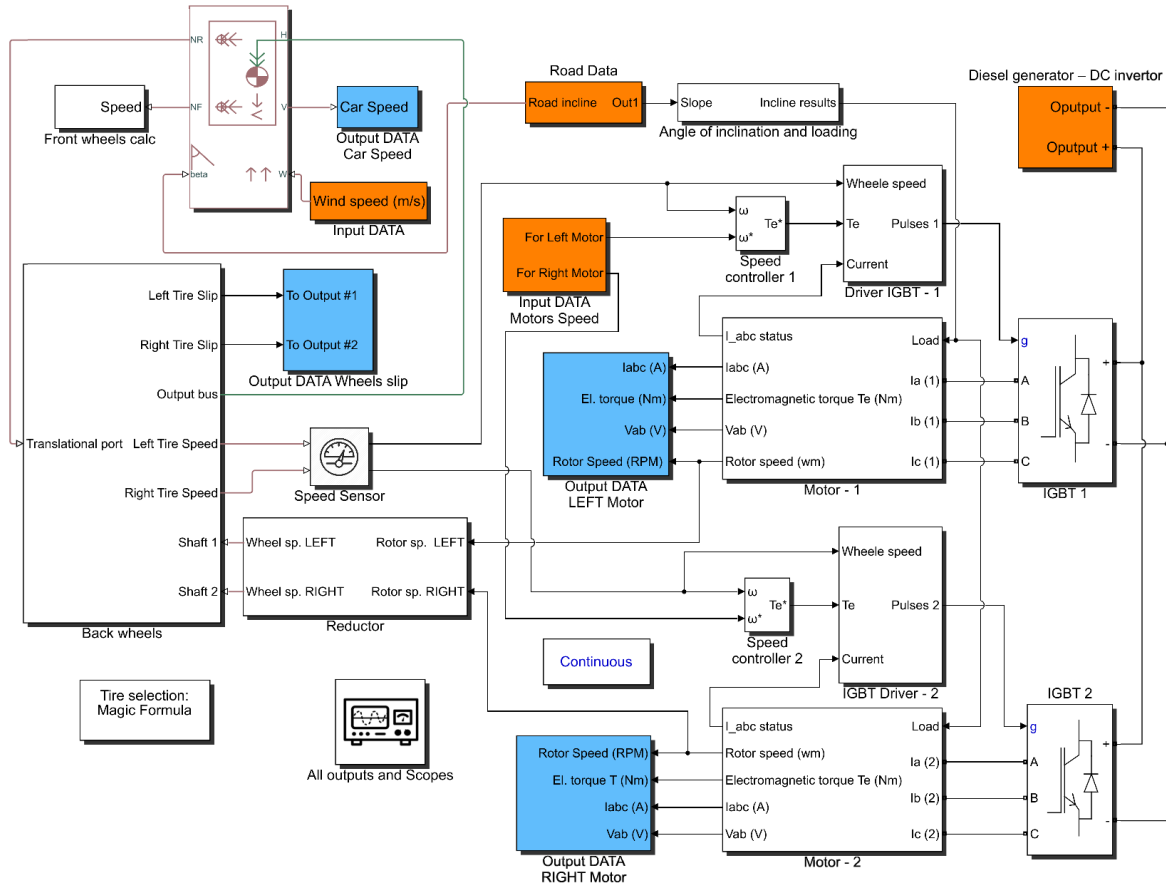 NR
H
NF
V
beta
W
Speed
Front wheels calc
Car Speed
Output DATA
Car Speed
Wind speed (m/s)
Input DATA
Road Data
Road incline
Out1
Slope
Incline results
Angle of inclination and loading
Diesel generator – DC invertor
Oputput -
Oputput +
For Left Motor
For Right Motor
Input DATA
Motors Speed
ω
ω*
Te*
Speed
controller 1
Wheele speed
Te
Current
Pulses 1
Driver IGBT - 1
Left Tire Slip
Right Tire Slip
Output bus
Translational port
Left Tire Speed
Right Tire Speed
Shaft 1
Shaft 2
Back wheels
To Output #1
To Output #2
Output DATA Wheels slip
Speed Sensor
Wheel sp. LEFT
Rotor sp. LEFT
Wheel sp. RIGHT
Rotor sp. RIGHT
Reductor
Iabc (A)
El. torque (Nm)
Vab (V)
Rotor Speed (RPM)
Output DATA
LEFT Motor
I_abc status
Load
Iabc (A)
Ia (1)
Electromagnetic torque Te (Nm)
Vab (V)
Ib (1)
Rotor speed (wm)
Ic (1)
Motor - 1
g
A
B
C
+
-
IGBT 1
ω
ω*
Te*
Speed
controller 2
Wheele speed
Te
Current
Pulses 2
IGBT Driver - 2
Continuous
Tire selection:
Magic Formula
All outputs and Scopes
Rotor Speed (RPM)
El. torque T (Nm)
Iabc (A)
Vab (V)
Output DATA
RIGHT Motor
I_abc status
Load
Rotor speed (wm)
Ia (2)
Electromagnetic torque Te (Nm)
Iabc (A)
Ib (2)
Vab (V)
Ic (2)
Motor - 2
IGBT 2
g
A
B
C
+
-